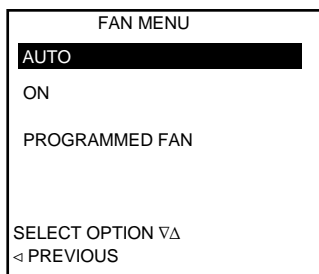 FAN MENU
AUTO
ON
PROGRAMMED FAN
SELECT OPTION ∇∆
◁ PREVIOUS